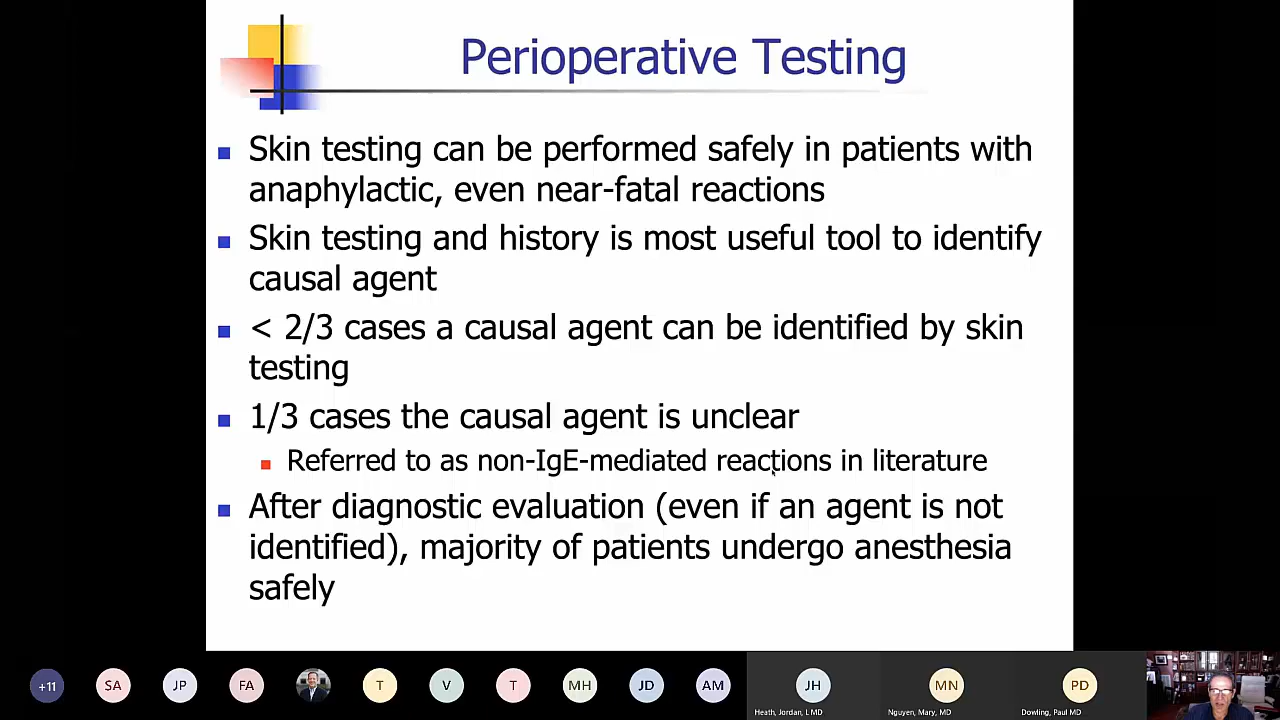 Perioperative Testing
Skin testing can be performed safely in patients with
anaphylactic, even near-fatal reactions
Skin testing and history is most useful tool to identify
causal agent
< 2/3 cases a causal agent can be identified by skin
testing
1/3 cases the causal agent is unclear
Referred to as non-IgE-mediated reactions in literature
After diagnostic evaluation (even if an agent is not
identified), majority of patients undergo anesthesia
safely
+11
SA
JP
FA
T
V
T
MH
JD
AM
JH
MN
PD
Heath, Jordan, L MD
Nguyen, Mary, MD
Dowling, Paul MD